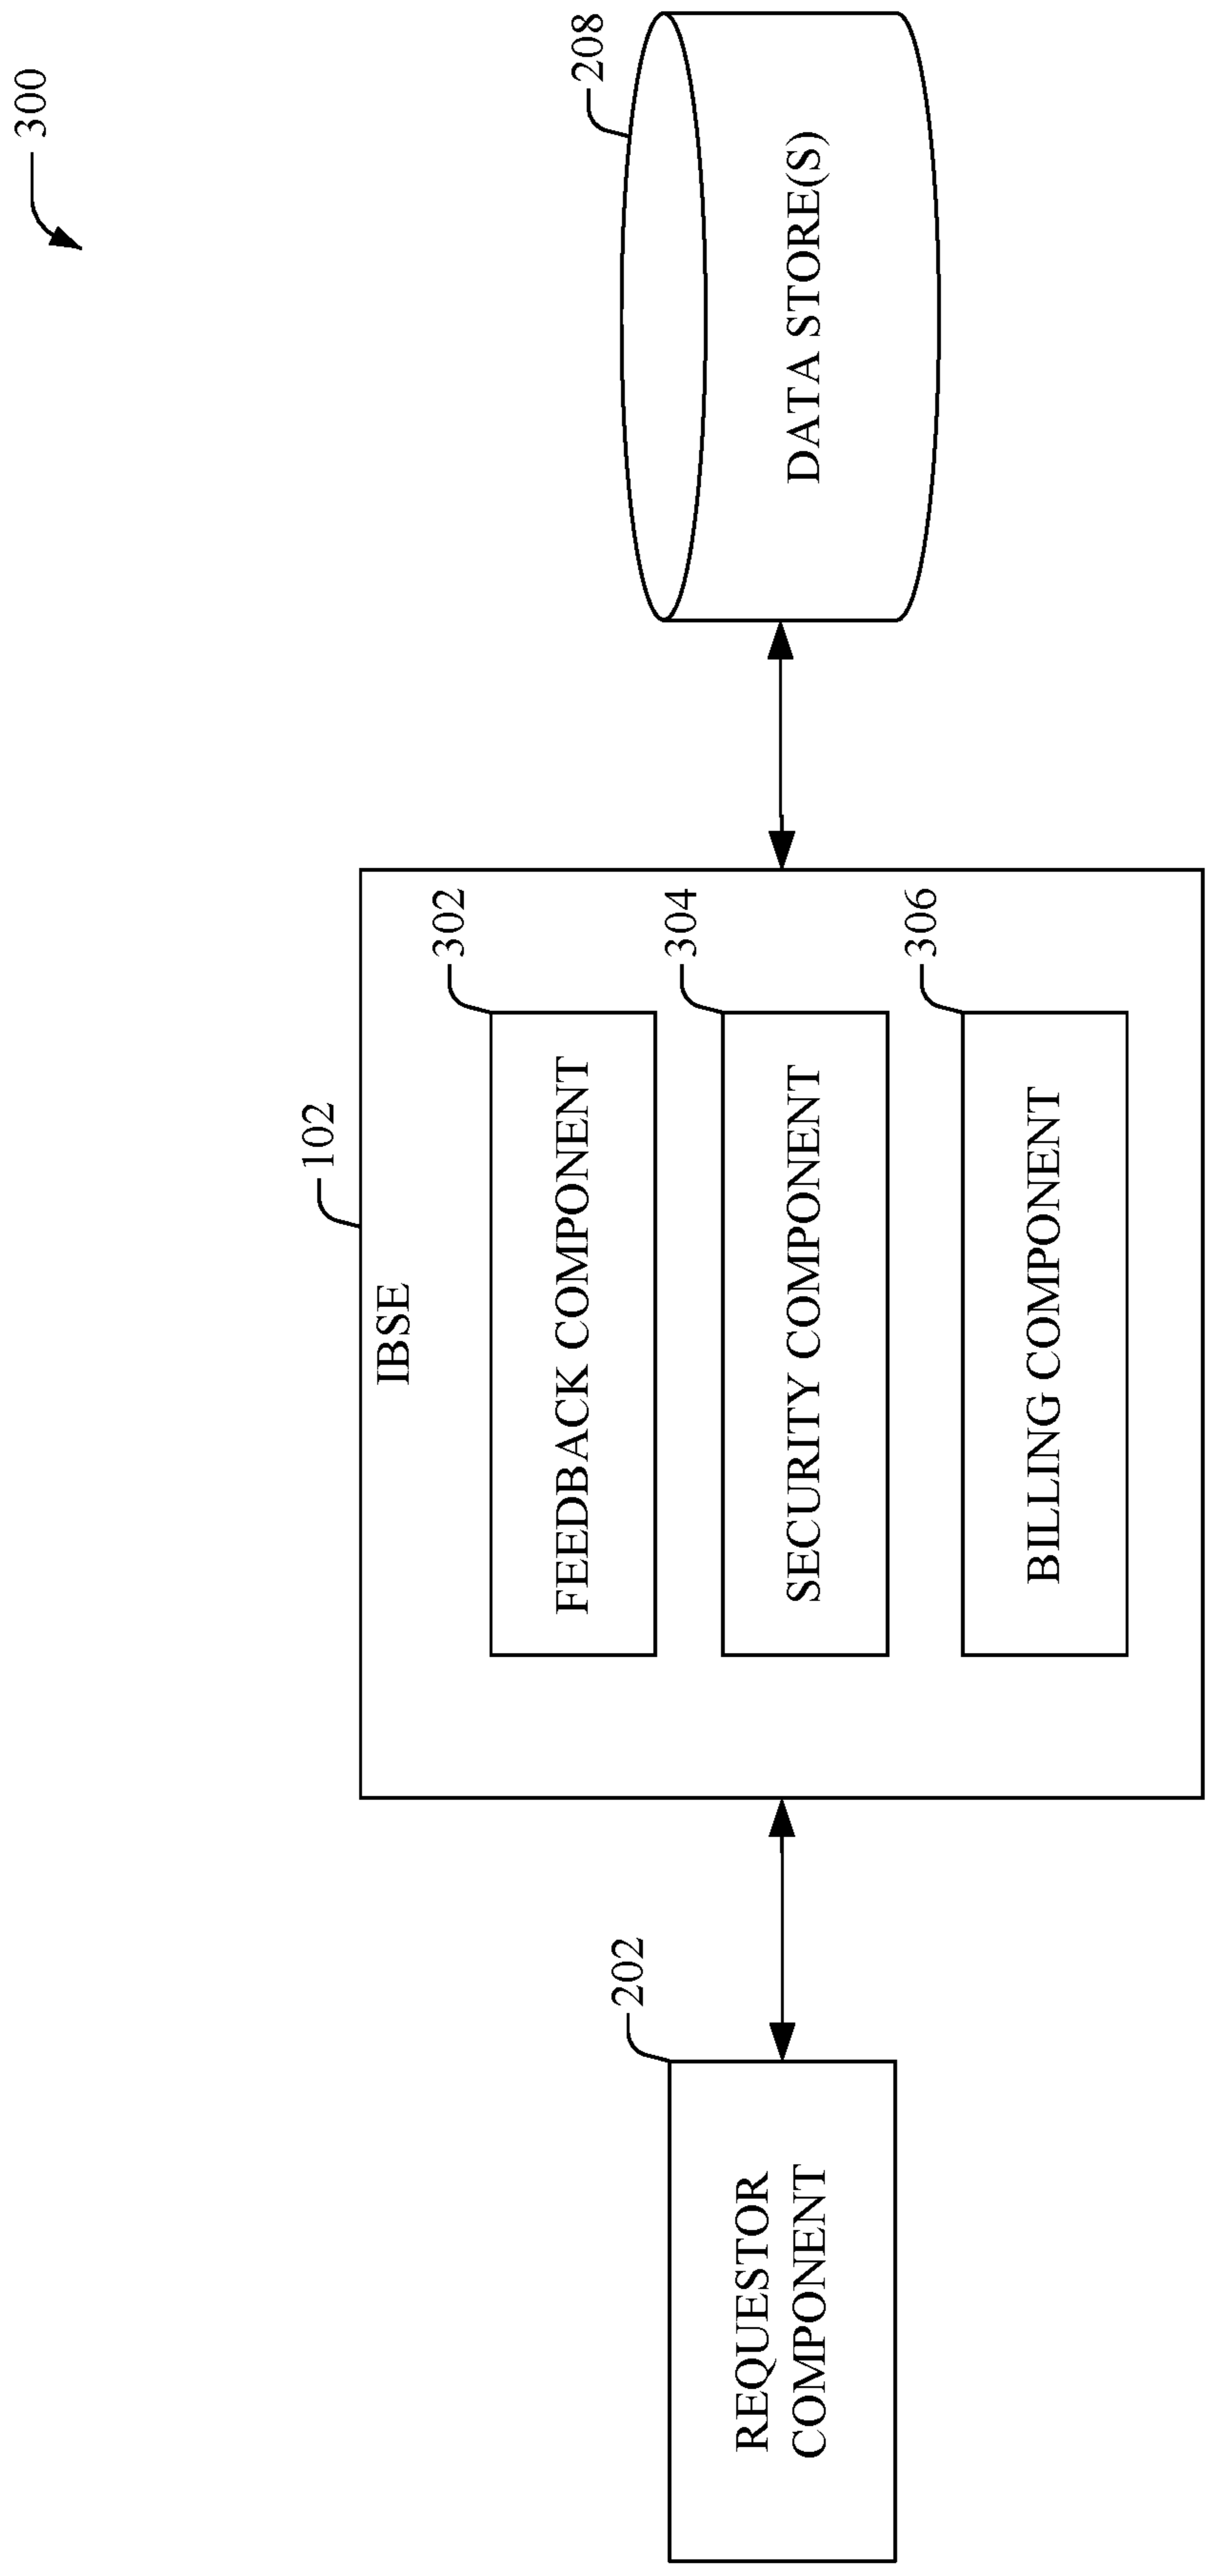 300
102
IBSE
202
208
302
FEEDBACK COMPONENT
REQUESTOR
COMPONENT
304
SECURITY COMPONENT
DATA STORE(S)
306
BILLING COMPONENT